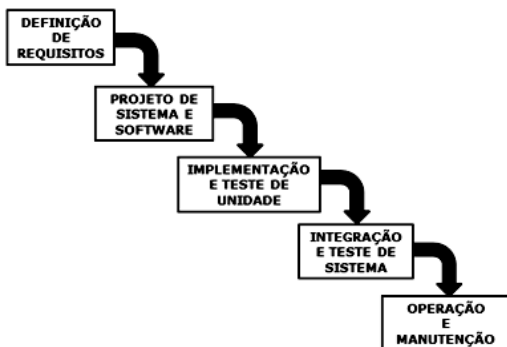 DEFINIÇÃO
DE
REQUISITOS
PROJETO DE
SISTEMA E
SOFTWARE
IMPLEMENTAÇÃO
E TESTE DE
UNIDADE
INTEGRAÇÃO
E TESTE DE
SISTEMA
OPERAÇÃO
E
MANUTENÇÃO